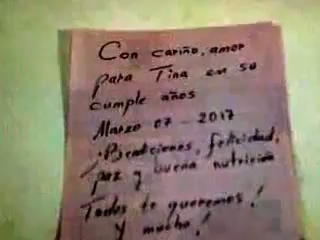 Con cariño, amor
para Tina en su
cumple años
Marzo 07 - 2017
Bendiciones, felicidad,
paz y buena nutrición
Todos te queremos!
y mucho!